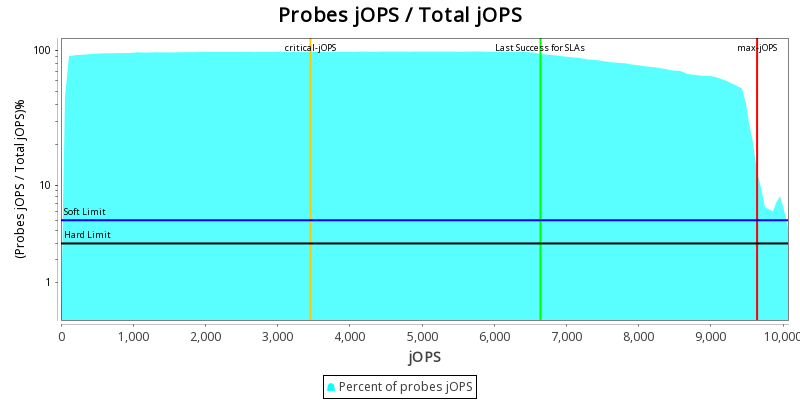 Probes jOPS / Total jOPS
(Probes jOPS / Total jOPS)%
100
10
1
critical-jOPS
Last Success for SLAs
max-jOPS
Soft Limit
Hard Limit
0
1,000
2,000
3,000
4,000
5,000
6,000
7,000
8,000
9,000
10,000
jOPS
Percent of probes jOPS